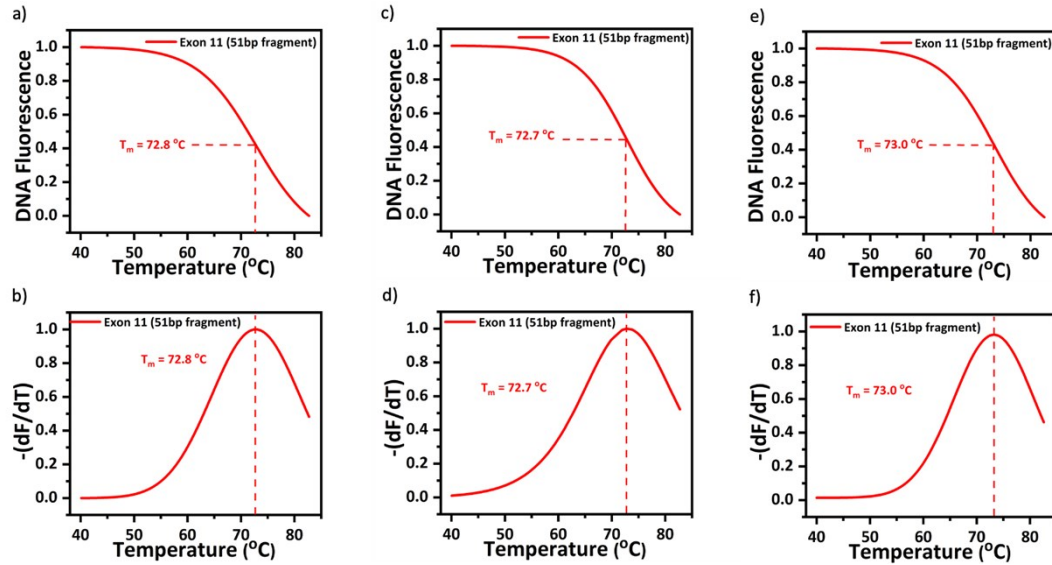 a)
Exon 11 (51bp fragment)
1.0
0.8
0.6
0.4
0.2
0.0
Tm = 72.8 °C
DNA Fluorescence
40 50 60 70 80
Temperature (°C)
c)
Exon 11 (51bp fragment)
1.0
0.8
0.6
0.4
0.2
0.0
Tm = 72.7 °C
DNA Fluorescence
40 50 60 70 80
Temperature (°C)
e)
Exon 11 (51bp fragment)
1.0
0.8
0.6
0.4
0.2
0.0
Tm = 73.0 °C
DNA Fluorescence
40 50 60 70 80
Temperature (°C)
b)
Exon 11 (51bp fragment)
1.0
0.8
0.6
0.4
0.2
0.0
Tm = 72.8 °C
-(dF/dT)
40 50 60 70 80
Temperature (°C)
d)
Exon 11 (51bp fragment)
1.0
0.8
0.6
0.4
0.2
0.0
Tm = 72.7 °C
-(dF/dT)
40 50 60 70 80
Temperature (°C)
f)
Exon 11 (51bp fragment)
1.0
0.8
0.6
0.4
0.2
0.0
Tm = 73.0 °C
-(dF/dT)
40 50 60 70 80
Temperature (°C)